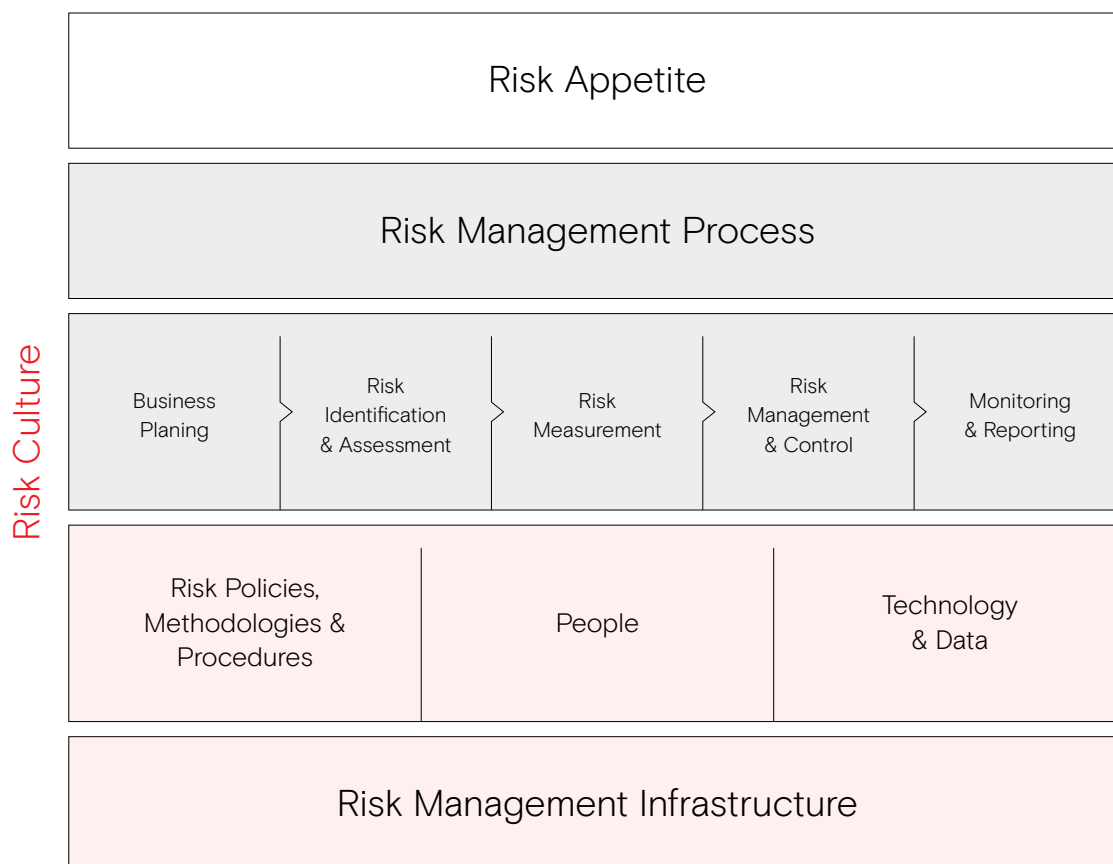 Risk Appetite
Risk Management Process
Risk Culture
Business
Planing
Risk
Identification
& Assessment
Risk
Measurement
Risk
Management
& Control
Monitoring
& Reporting
Risk Policies,
Methodologies &
Procedures
People
Technology
& Data
Risk Management Infrastructure